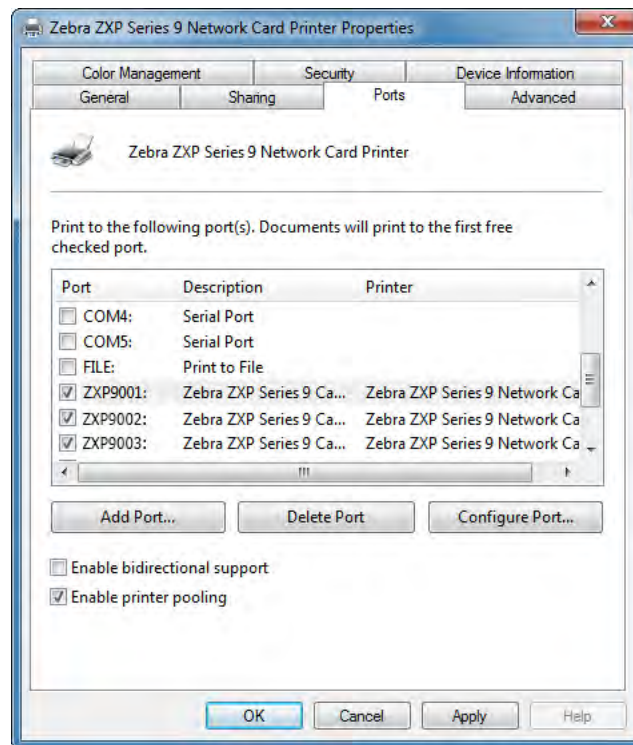 Zebra ZXP Series 9 Network Card Printer Properties
Color Management Security Device Information
General Sharing Ports Advanced
Zebra ZXP Series 9 Network Card Printer
Print to the following port(s). Documents will print to the first free
checked port.
Port Description Printer
COM4: Serial Port
COM5: Serial Port
FILE: Print to File
ZXP9001: Zebra ZXP Series 9 Ca... Zebra ZXP Series 9 Network Ca
ZXP9002: Zebra ZXP Series 9 Ca... Zebra ZXP Series 9 Network Ca
ZXP9003: Zebra ZXP Series 9 Ca... Zebra ZXP Series 9 Network Ca
Add Port... Delete Port Configure Port...
Enable bidirectional support
Enable printer pooling
OK Cancel Apply Help